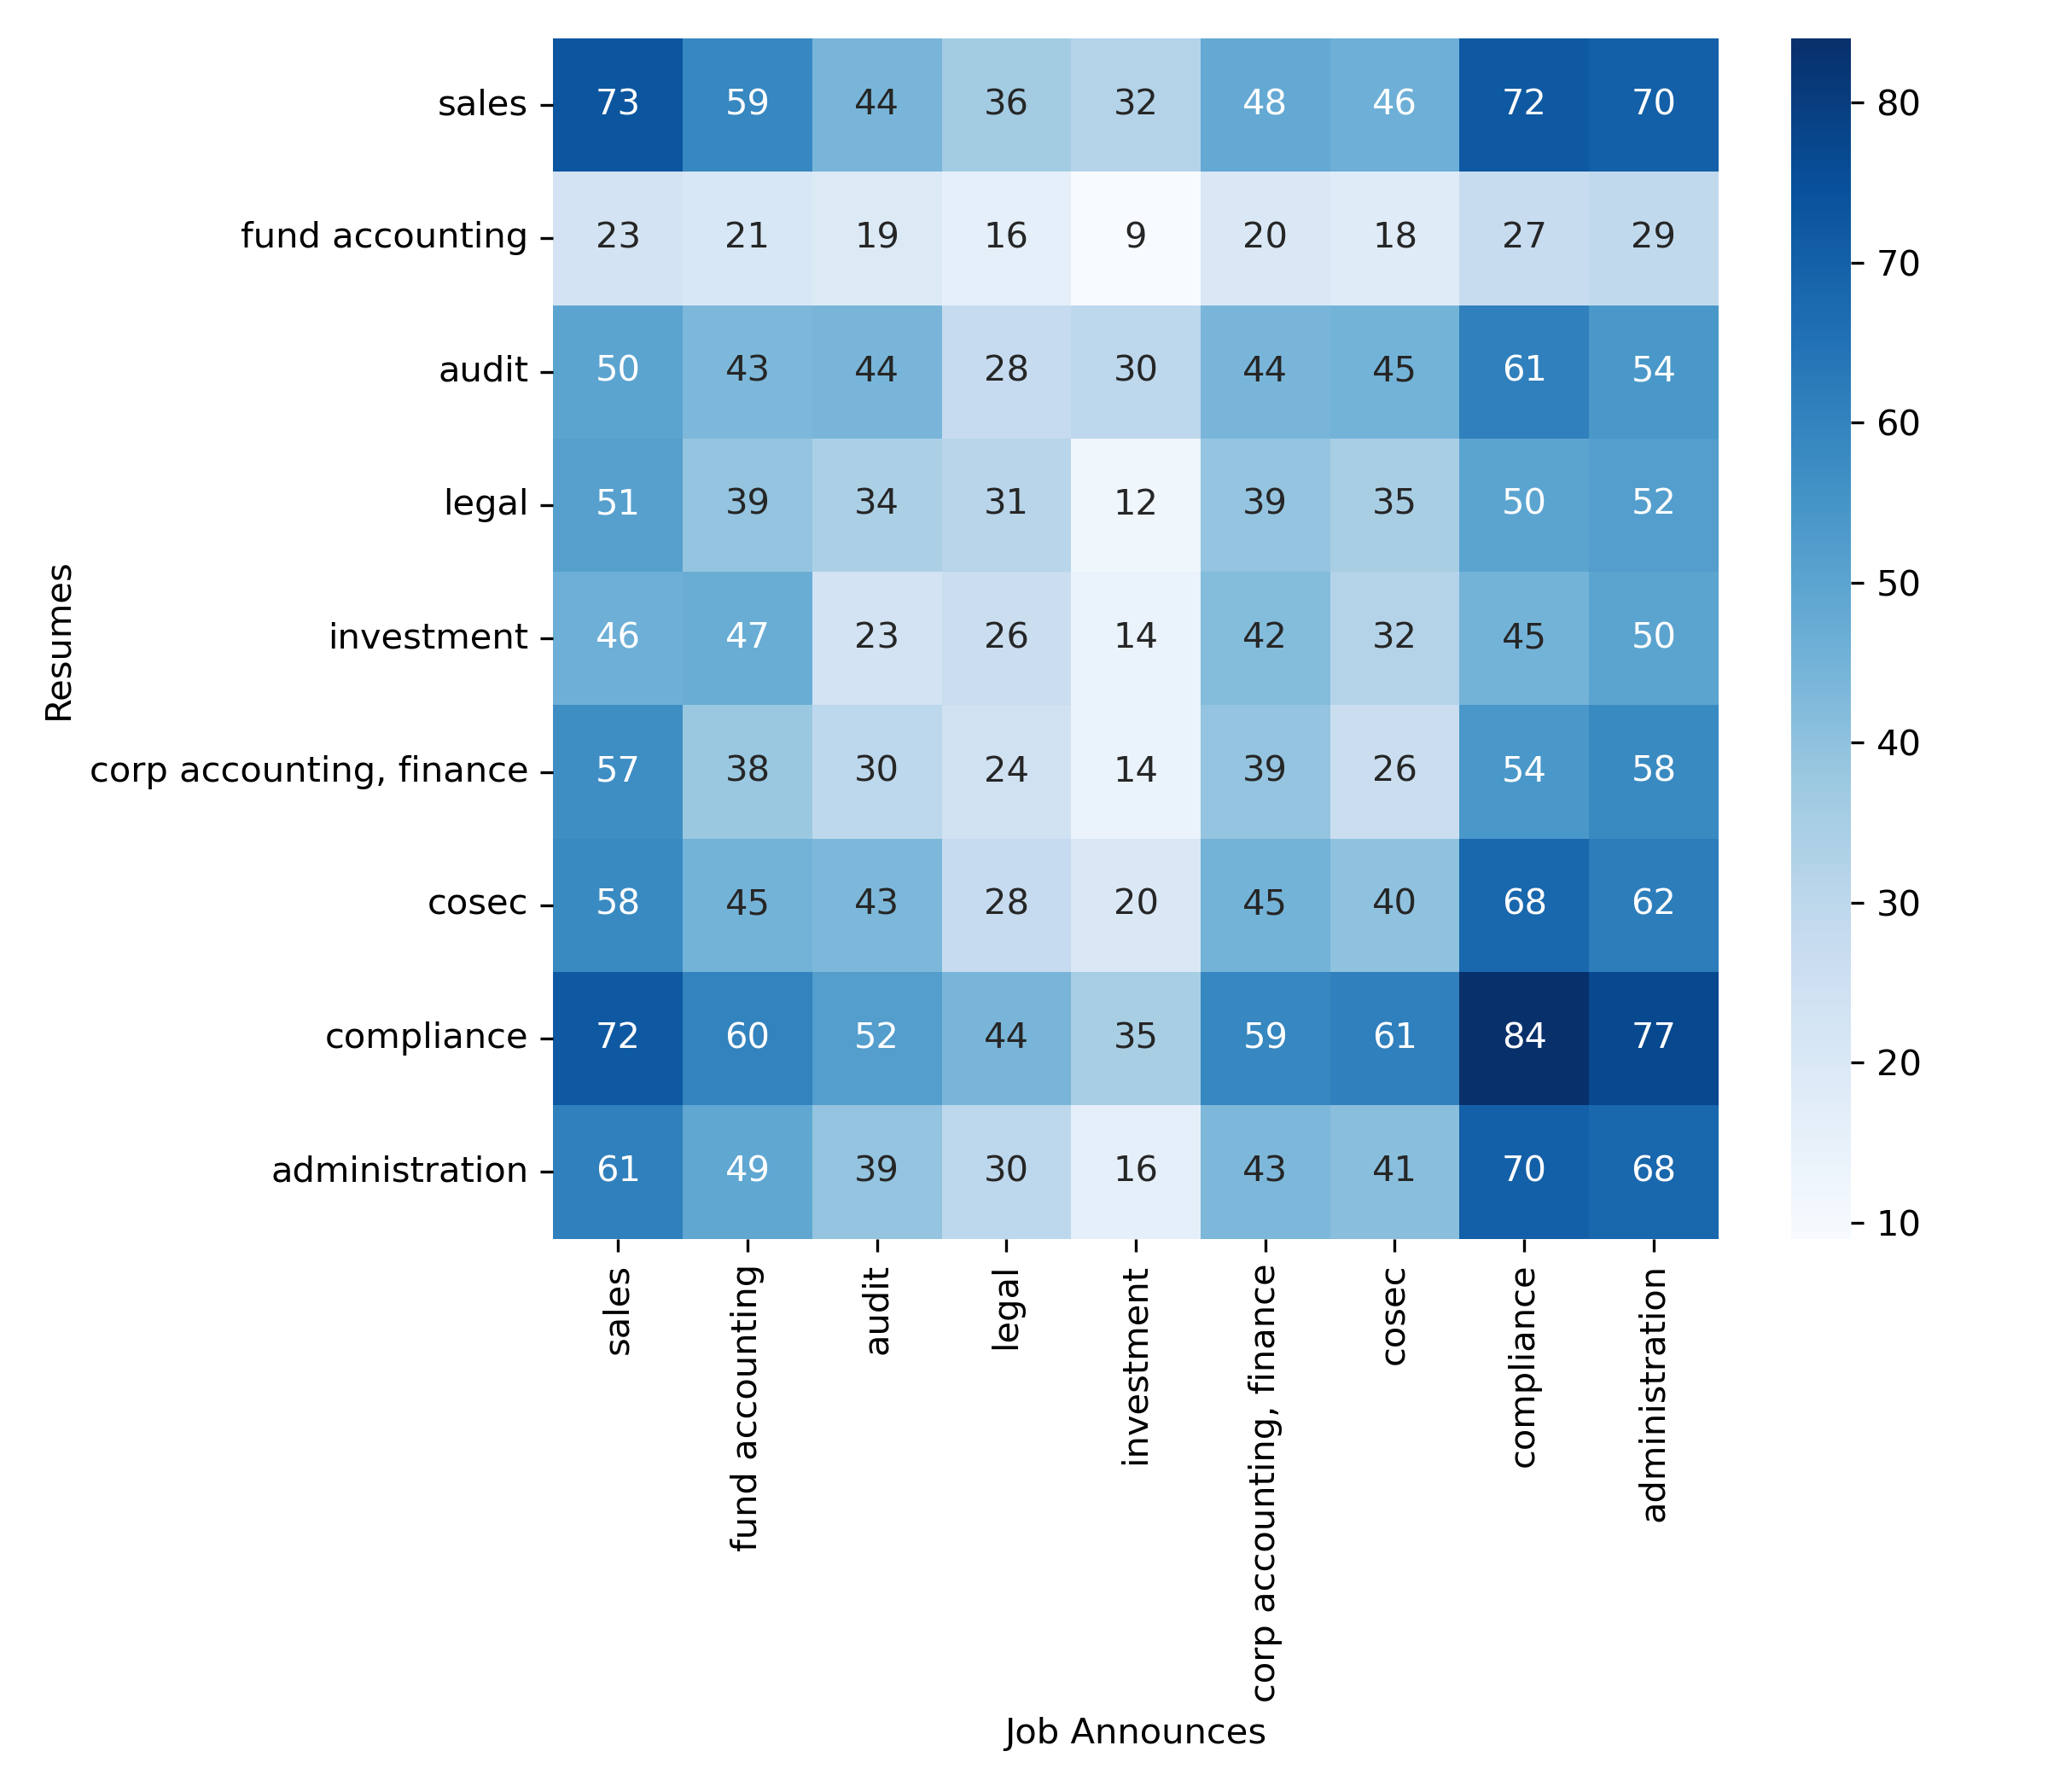 sales 73 59 44 36 32 48 46 72 70
fund accounting 23 21 19 16 9 20 18 27 29
audit 50 43 44 28 30 44 45 61 54
legal 51 39 34 31 12 39 35 50 52
investment 46 47 23 26 14 42 32 45 50
corp accounting, finance 57 38 30 24 14 39 26 54 58
cosec 58 45 43 28 20 45 40 68 62
compliance 72 60 52 44 35 59 61 84 77
administration 61 49 39 30 16 43 41 70 68
Resumes
sales
fund accounting
audit
legal
investment
corp accounting, finance
cosec
compliance
administration
Job Announces
80
70
60
50
40
30
20
10